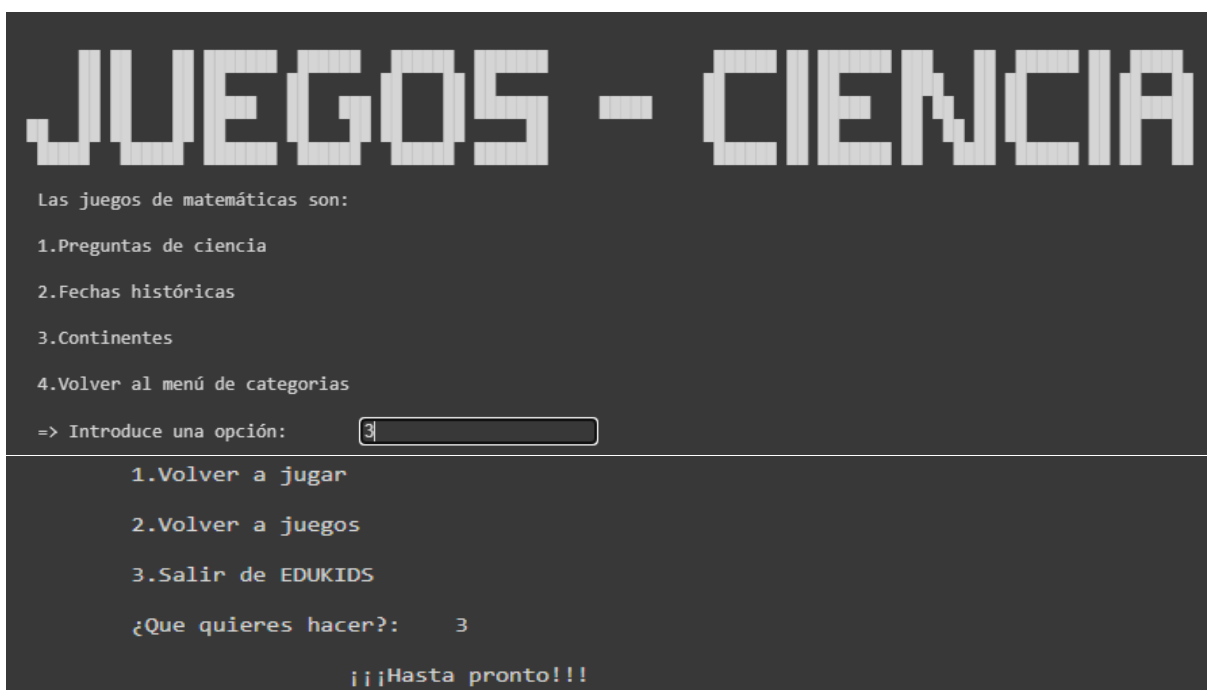 JUEGOS - CIENCIA
Las juegos de matemáticas son:
1.Preguntas de ciencia
2.Fechas históricas
3.Continentes
4.Volver al menú de categorias
=> Introduce una opción: 3
1.Volver a jugar
2.Volver a juegos
3.Salir de EDUKIDS
¿Que quieres hacer?: 3
¡¡¡Hasta pronto!!!